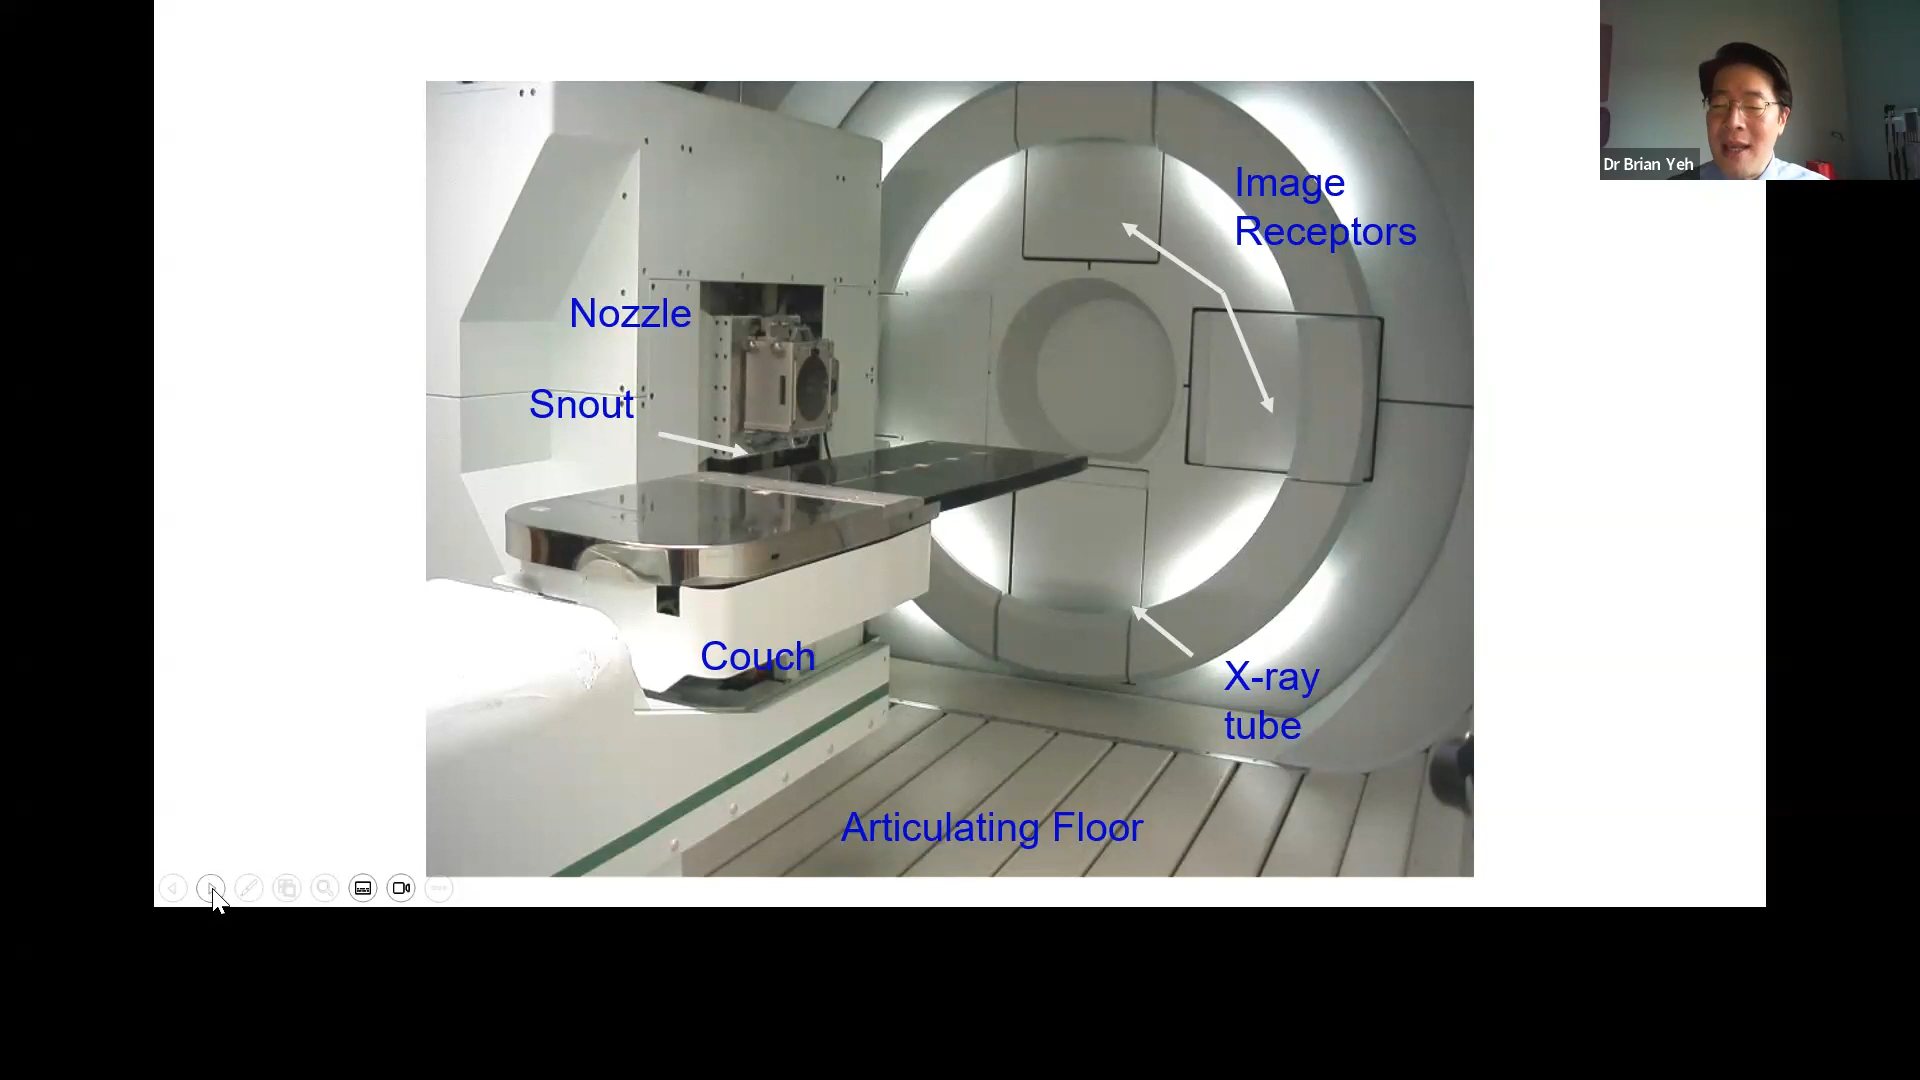 Image
Receptors
Nozzle
Snout
Couch
X-ray
tube
Articulating Floor
Dr Brian Yeh